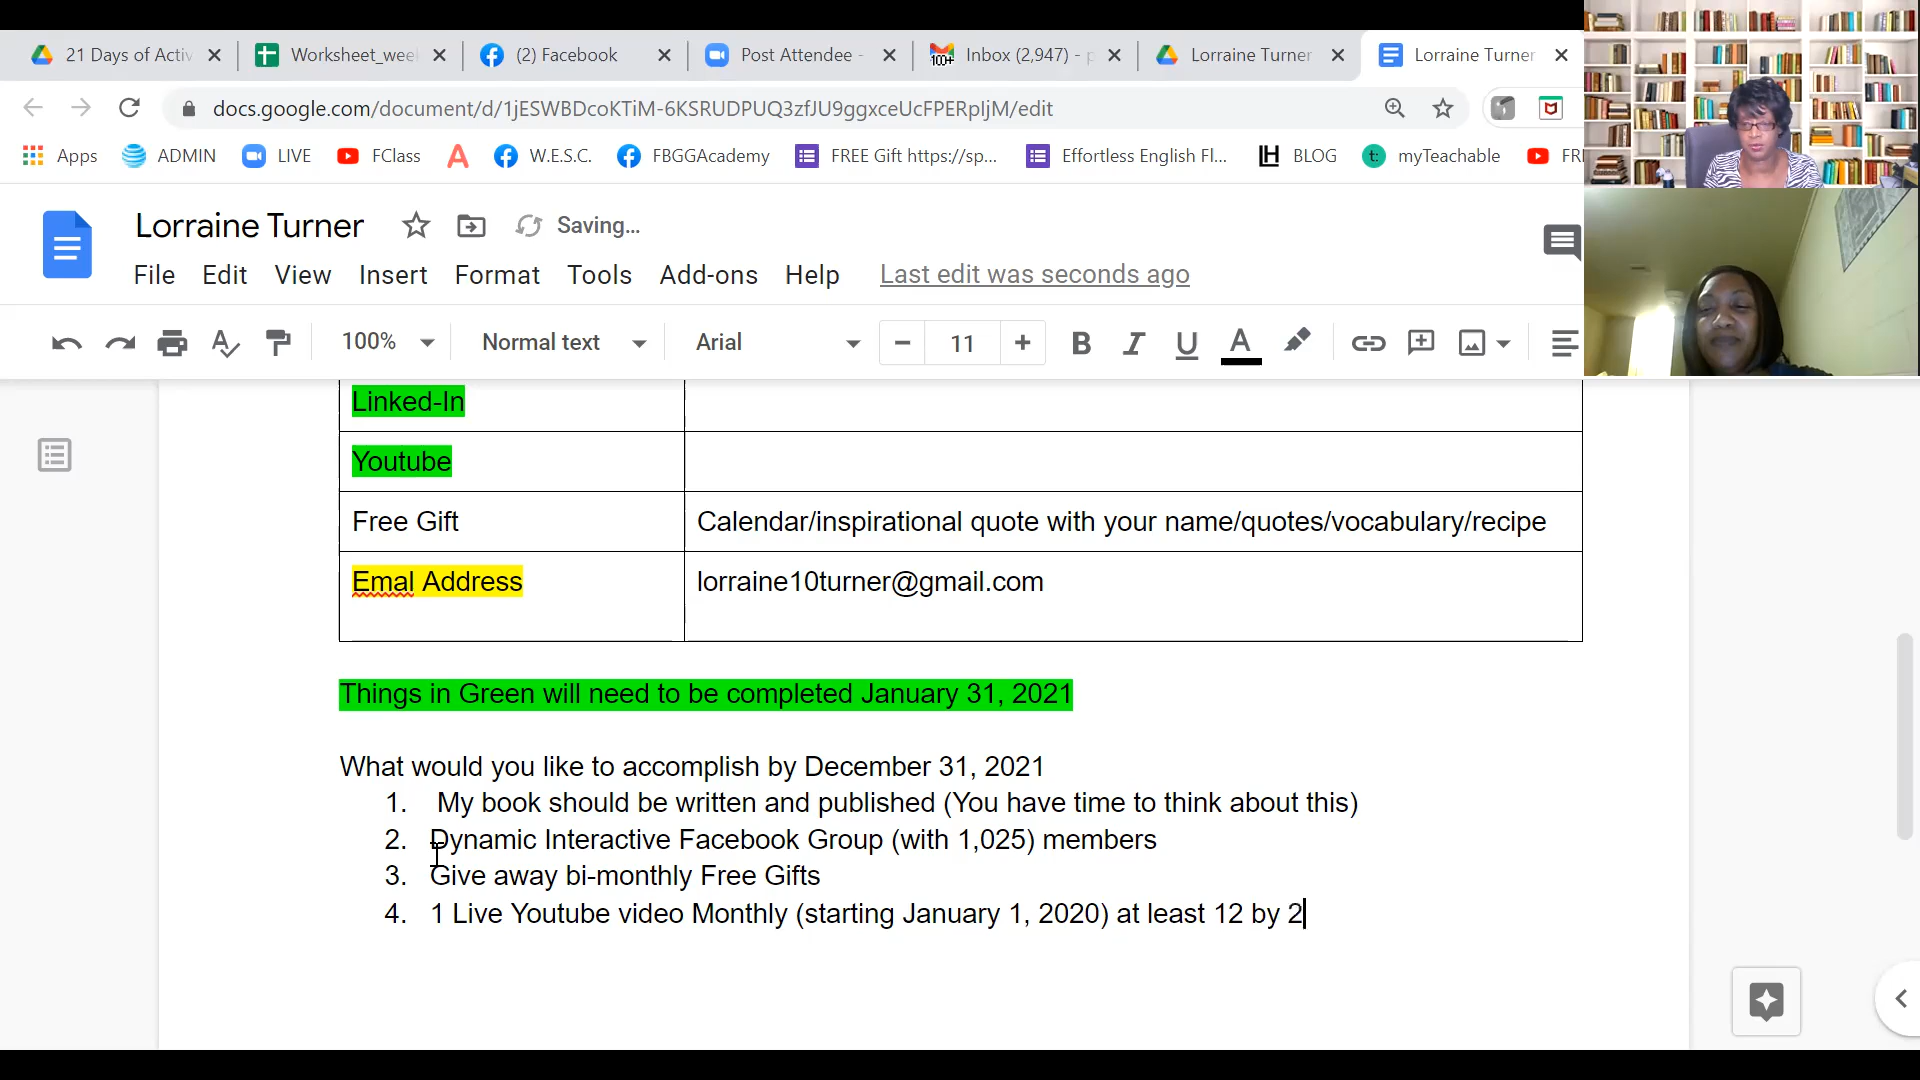 21 Days of Activ
Worksheet_wee
(2) Facebook
Post Attendee -
100+
Inbox (2,947) - p
Lorraine Turner
Lorraine Turner
docs.google.com/document/d/1jESWBDcoKTiM-6KSRUDPUQ3zfJU9ggxceUcFPERpIjM/edit
Apps
ADMIN
LIVE
FClass
W.E.S.C.
FBGGAcademy
FREE Gift https://sp...
Effortless English Fl...
BLOG
t:
myTeachable
FRI
Lorraine Turner
Saving...
File Edit View Insert Format Tools Add-ons Help Last edit was seconds ago
100% Normal text Arial − 11 + B I U A
Linked-In
Youtube
Free Gift Calendar/inspirational quote with your name/quotes/vocabulary/recipe
Emal Address lorraine10turner@gmail.com
Things in Green will need to be completed January 31, 2021
What would you like to accomplish by December 31, 2021
1. My book should be written and published (You have time to think about this)
2. Dynamic Interactive Facebook Group (with 1,025) members
3. Give away bi-monthly Free Gifts
4. 1 Live Youtube video Monthly (starting January 1, 2020) at least 12 by 2